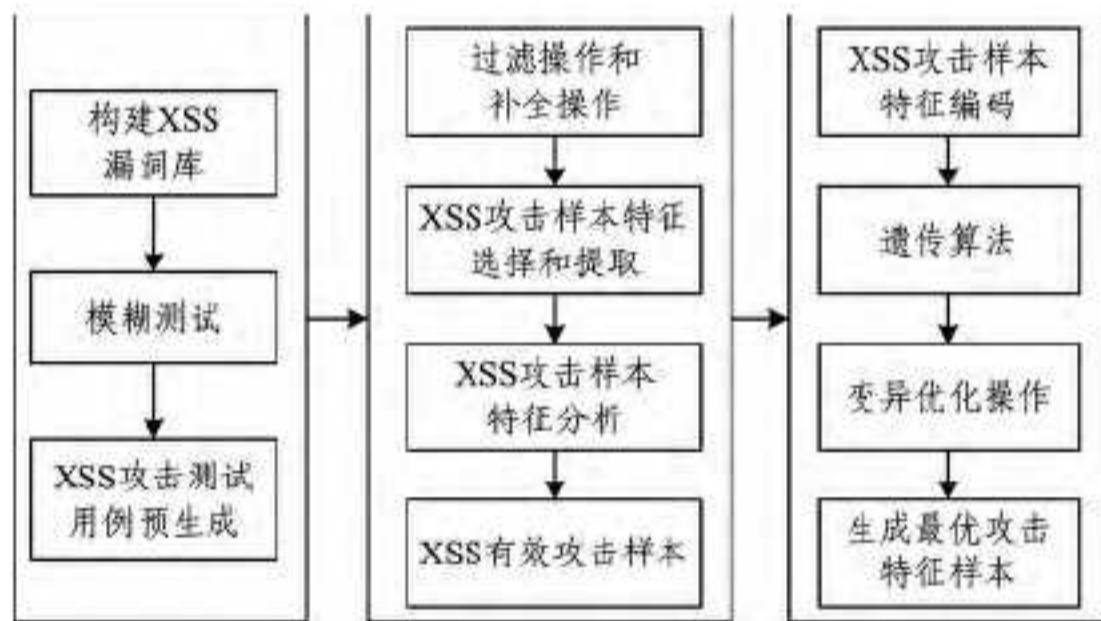 构建XSS
漏洞库
模糊测试
XSS攻击测试
用例预生成
过滤操作和
补全操作
XSS攻击样本特征
选择和提取
XSS攻击样本
特征分析
XSS有效攻击样本
XSS攻击样本
特征编码
遗传算法
变异优化操作
生成最优攻击
特征样本